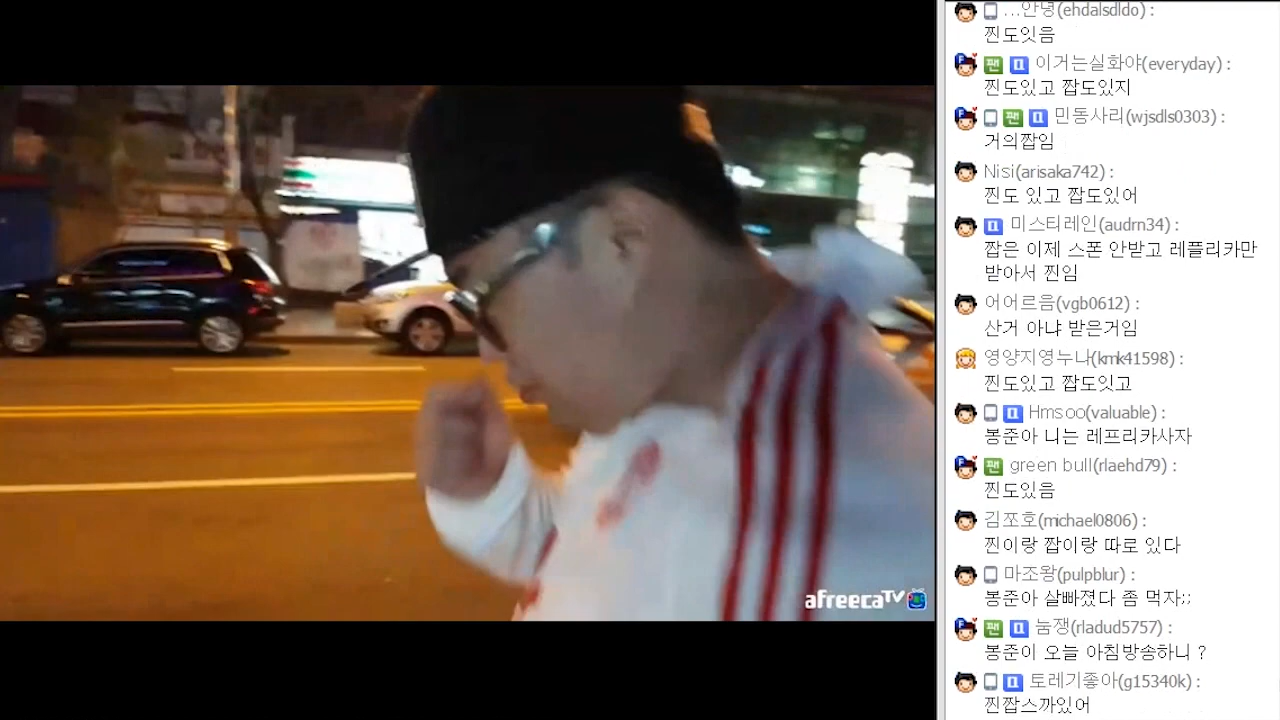 ...안녕(ehdalsdldo) :
찐도잇음
팬 이거는실화야(everyday) :
찐도있고 짭도있지
팬 민동사리(wjsdls0303) :
거의짭임
Nisi(arisaka742) :
찐도 있고 짭도있어
미스티레인(audrn34) :
짭은 이제 스폰 안받고 레플리카만
받아서 찐임
어어르음(vgb0612) :
산거 아냐 받은거임
영양지영누나(kmk41598) :
찐도있고 짭도잇고
Hmsoo(valuable) :
봉준아 니는 레프리카사자
팬 green bull(rlaehd79) :
찐도있음
김쪼호(michael0806) :
찐이랑 짭이랑 따로 있다
마조왕(pulpblur) :
봉준아 살빠졌다 좀 먹자;;
팬 눔쟁(rladud5757) :
봉준이 오늘 아침방송하니 ?
토레기좋아(g15340k) :
찐짭스까있어
afreecaTV